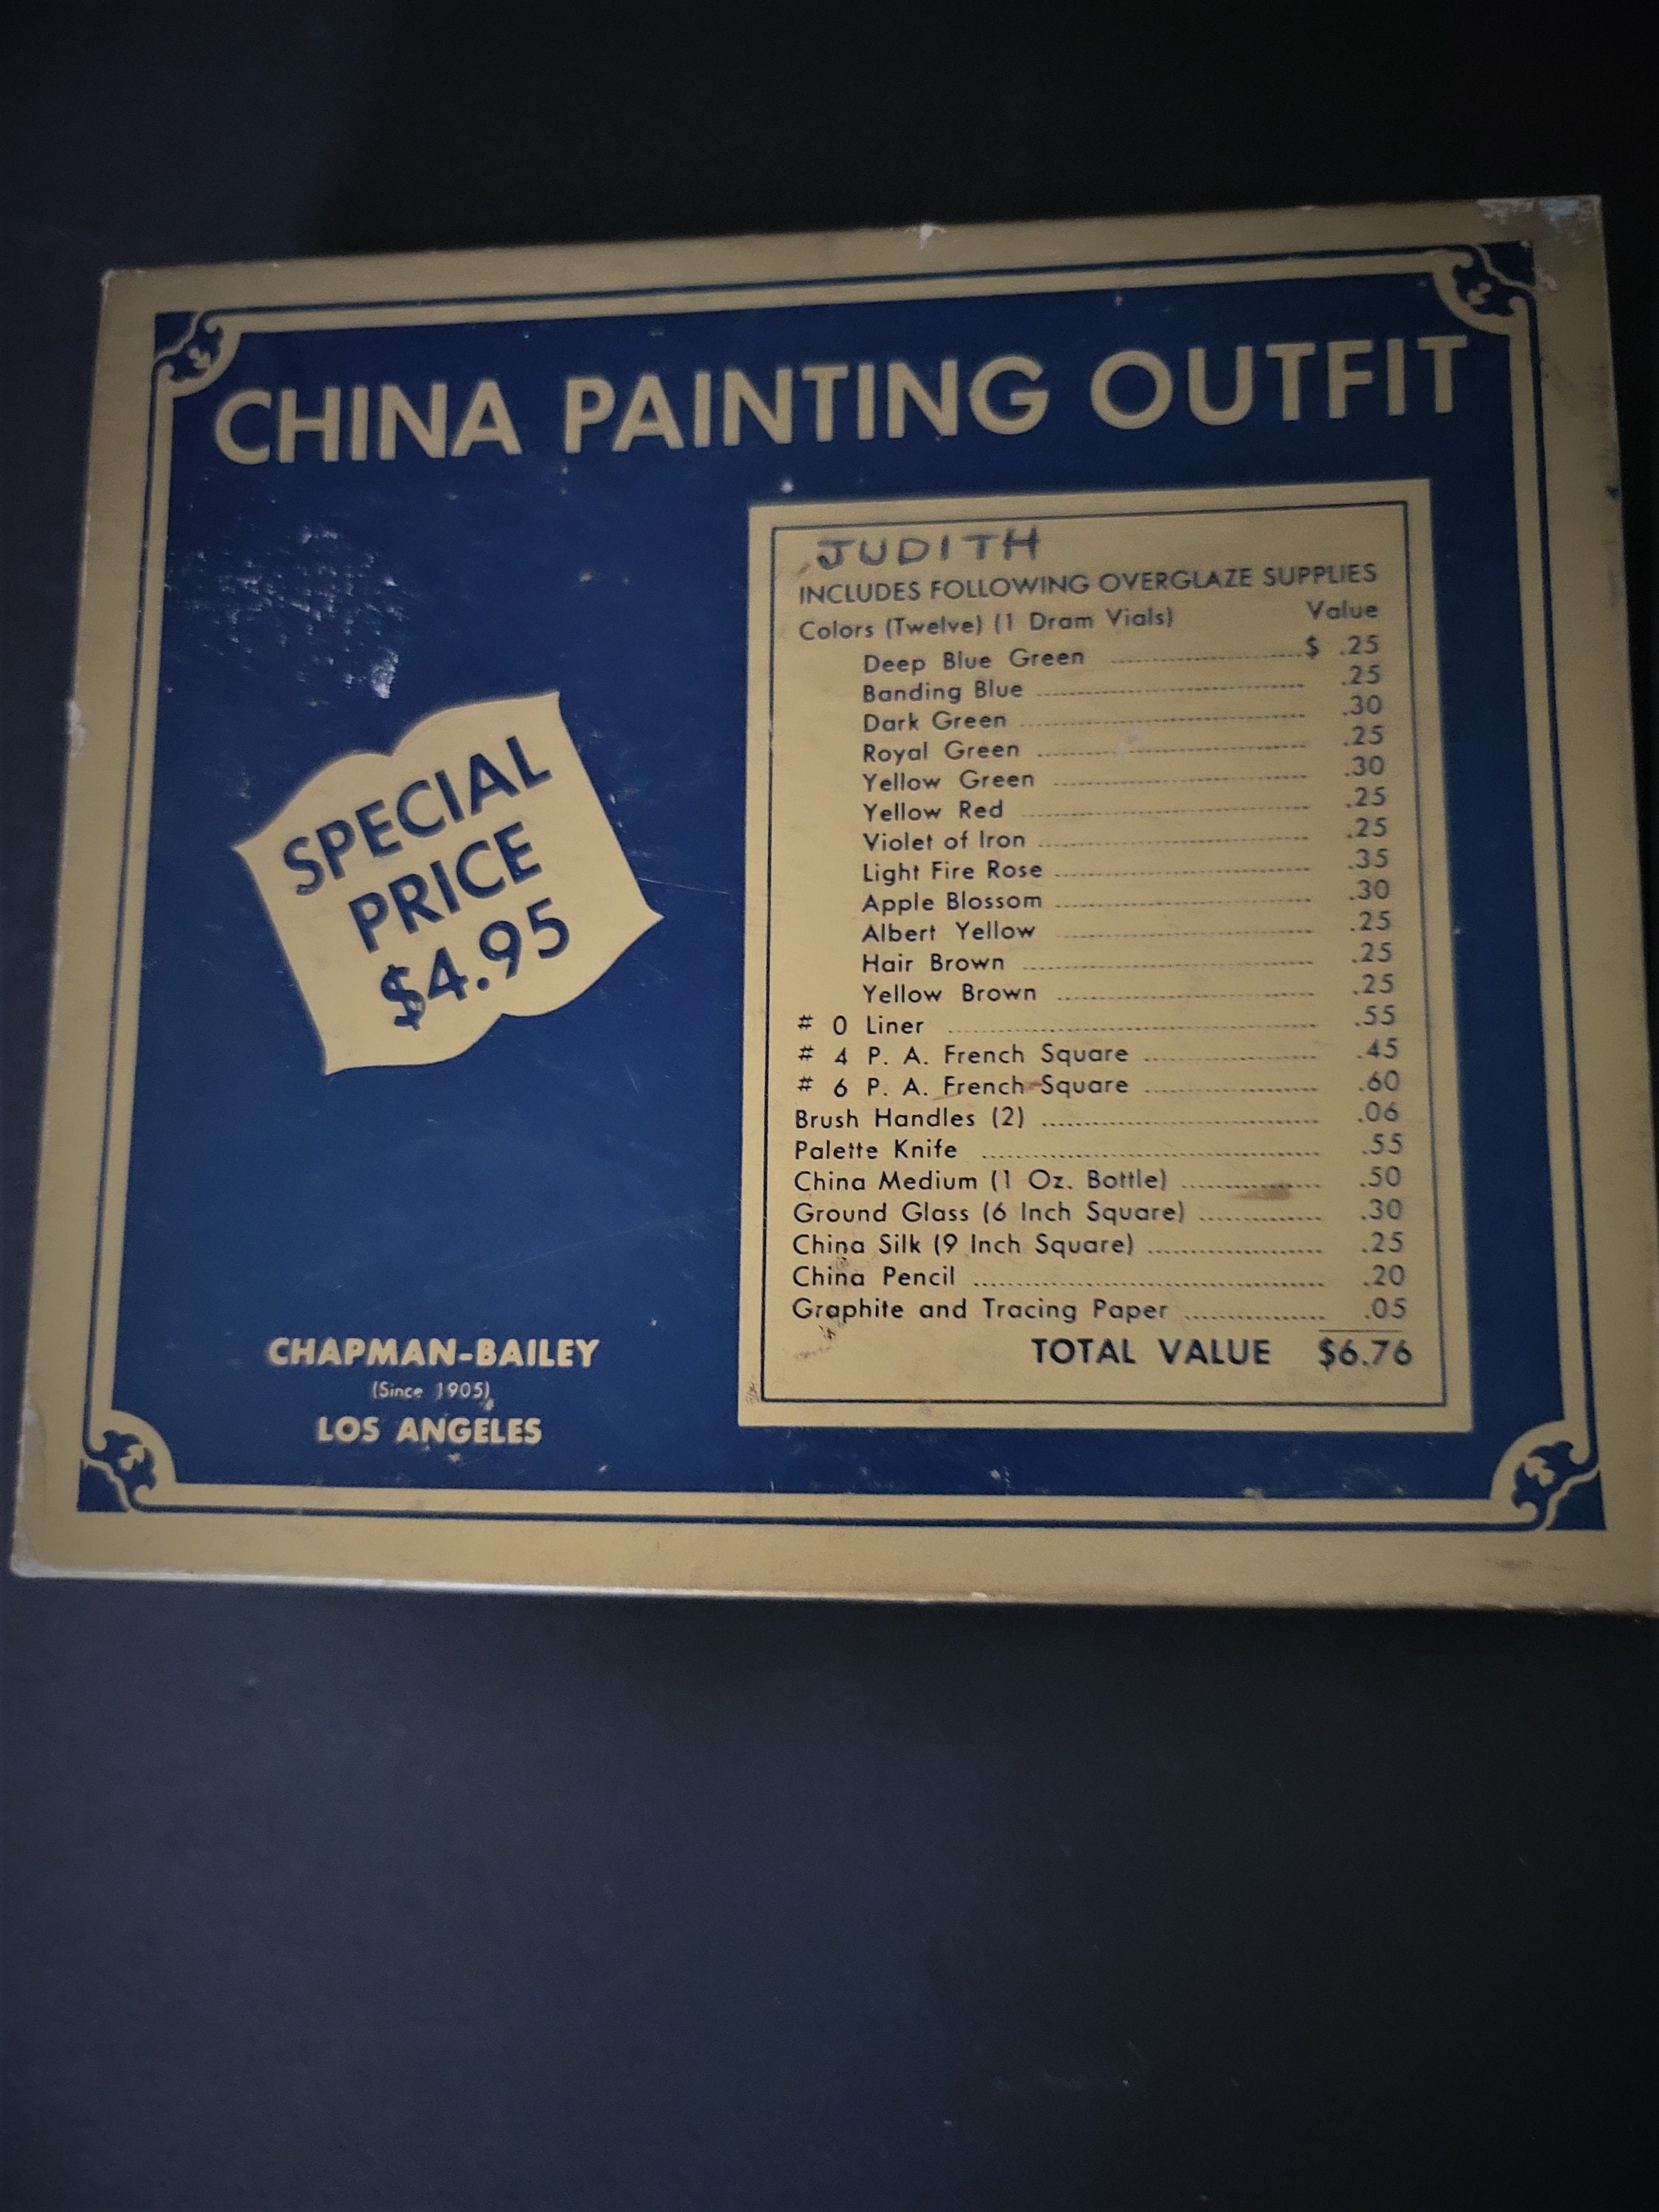 CHINA PAINTING OUTFIT
SPECIAL
PRICE
$4.95
CHAPMAN-BAILEY
(Since 1905)
LOS ANGELES
JUDITH
INCLUDES FOLLOWING OVERGLAZE SUPPLIES
Colors (Twelve) (1 Dram Vials) Value
Deep Blue Green ........................ $ .25
Banding Blue ........................ .25
Dark Green ........................ .30
Royal Green ........................ .25
Yellow Green ........................ .30
Yellow Red ........................ .25
Violet of Iron ........................ .25
Light Fire Rose ........................ .35
Apple Blossom ........................ .30
Albert Yellow ........................ .25
Hair Brown ........................ .25
Yellow Brown ........................ .25
# 0 Liner ........................ .55
# 4 P. A. French Square ........................ .45
# 6 P. A. French Square ........................ .60
Brush Handles (2) ........................ .06
Palette Knife ........................ .55
China Medium (1 Oz. Bottle) ........................ .50
Ground Glass (6 Inch Square) ........................ .30
China Silk (9 Inch Square) ........................ .25
China Pencil ........................ .20
Graphite and Tracing Paper ........................ .05
TOTAL VALUE $6.76